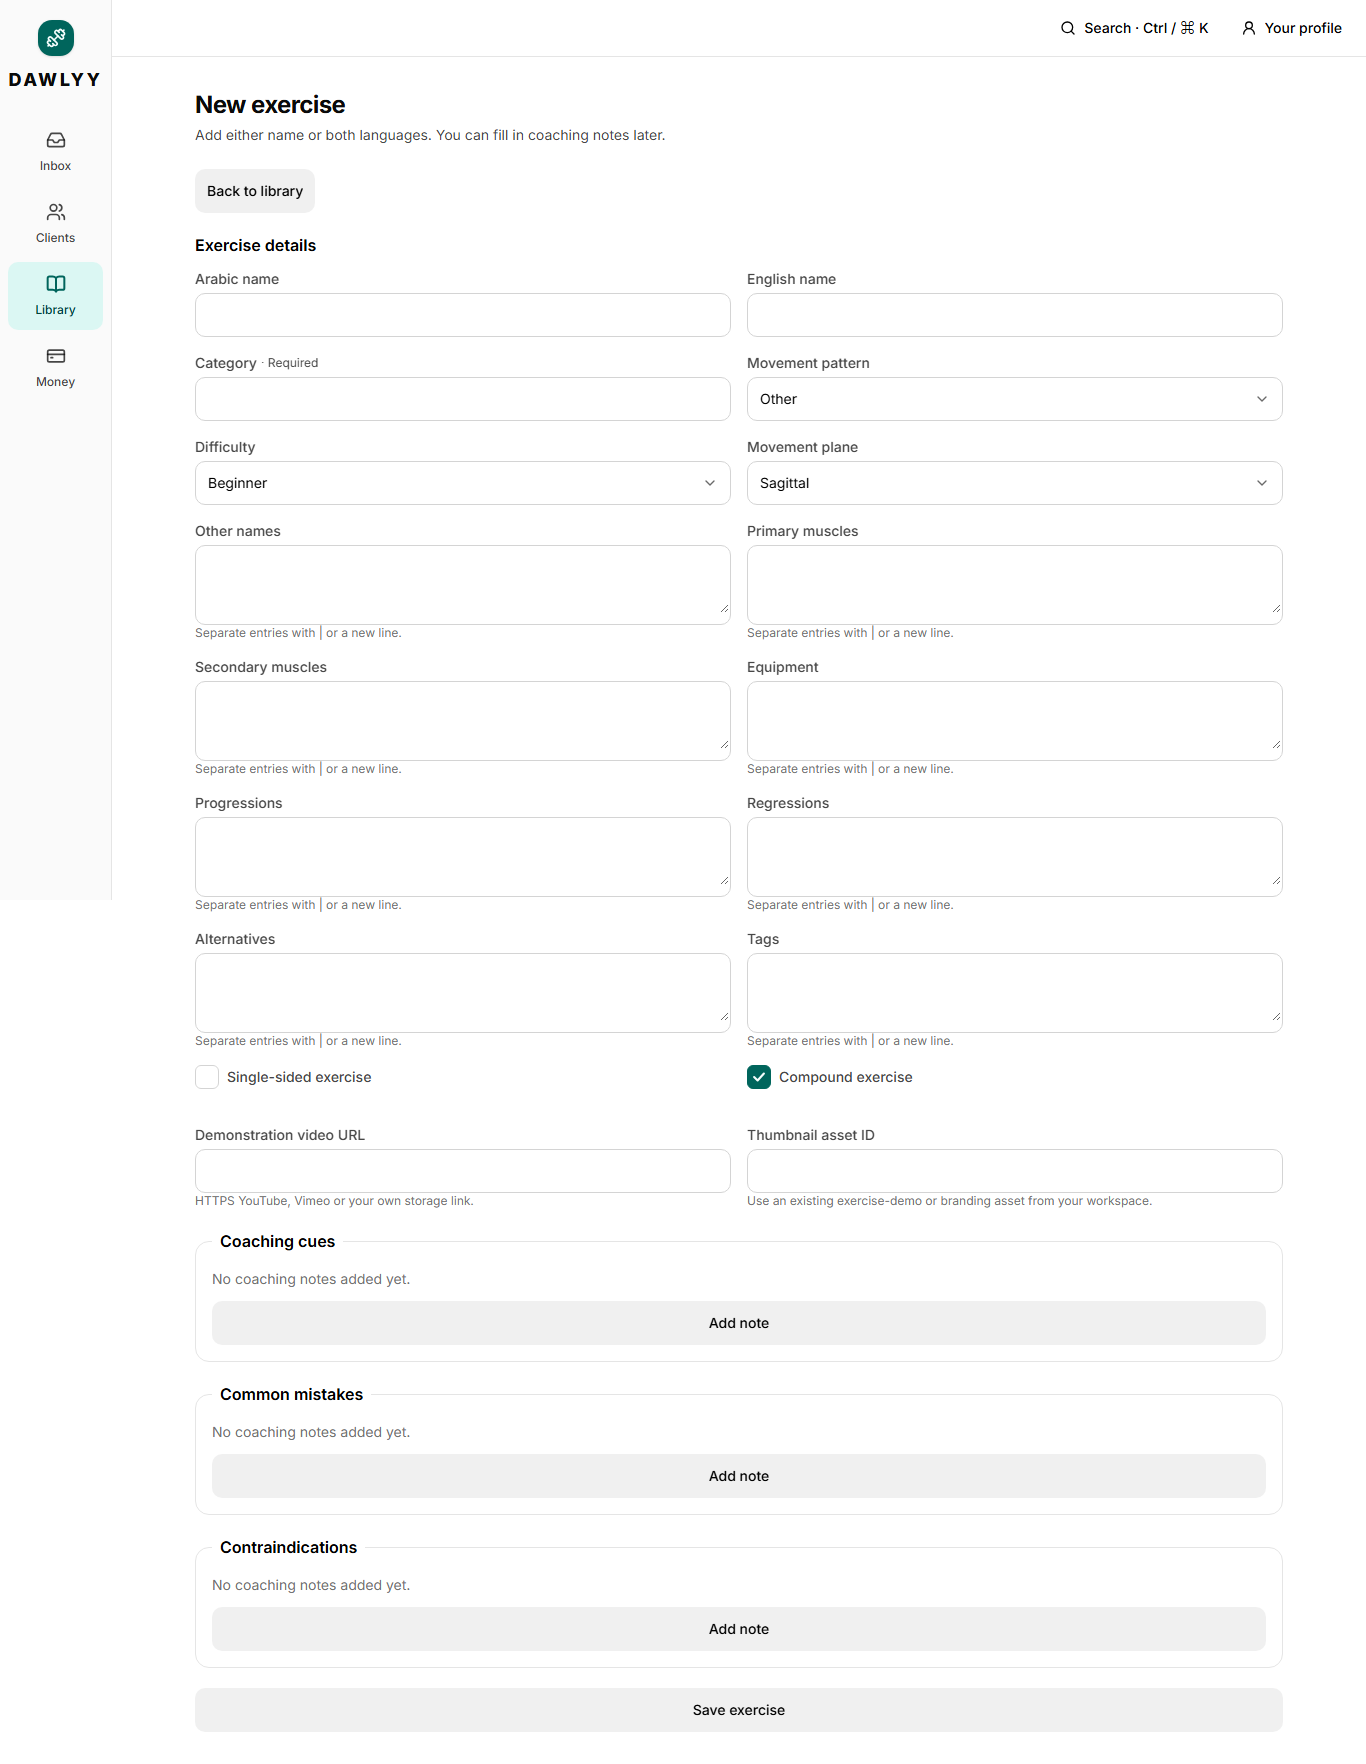 DAWLYY
Inbox
Clients
Library
Money
Search · Ctrl / ⌘ K
Your profile
New exercise
Add either name or both languages. You can fill in coaching notes later.
Back to library
Exercise details
Arabic name
English name
Category · Required
Movement pattern
Other
Difficulty
Beginner
Movement plane
Sagittal
Other names
Separate entries with | or a new line.
Primary muscles
Separate entries with | or a new line.
Secondary muscles
Separate entries with | or a new line.
Equipment
Separate entries with | or a new line.
Progressions
Separate entries with | or a new line.
Regressions
Separate entries with | or a new line.
Alternatives
Separate entries with | or a new line.
Tags
Separate entries with | or a new line.
Single-sided exercise
Compound exercise
Demonstration video URL
HTTPS YouTube, Vimeo or your own storage link.
Thumbnail asset ID
Use an existing exercise-demo or branding asset from your workspace.
Coaching cues
No coaching notes added yet.
Add note
Common mistakes
No coaching notes added yet.
Add note
Contraindications
No coaching notes added yet.
Add note
Save exercise